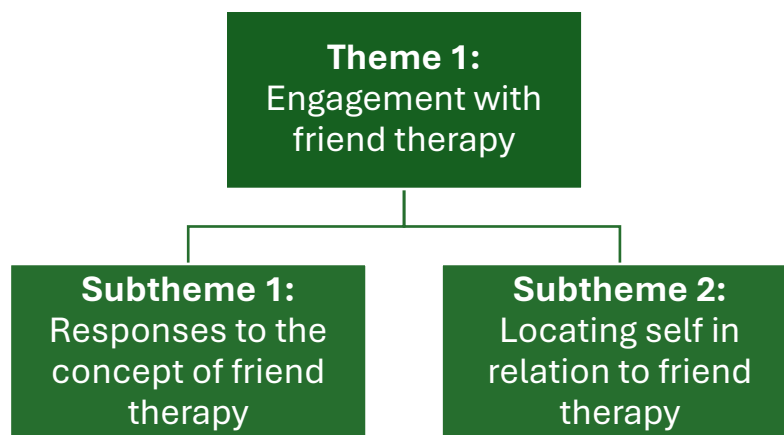 Theme 1:
Engagement with
friend therapy
Subtheme 1:
Responses to the
concept of friend
therapy
Subtheme 2:
Locating self in
relation to friend
therapy